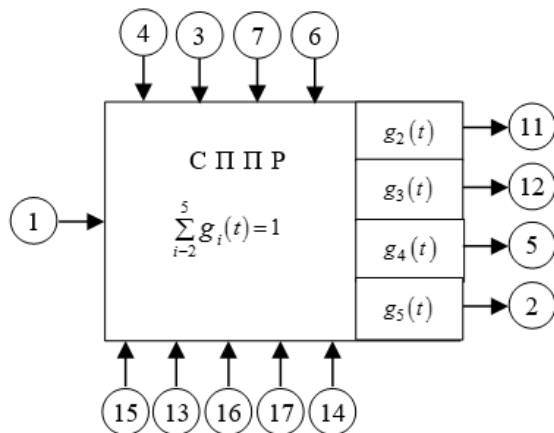 4 3 7 6
С П П Р
5
∑ g_i(t) = 1
i−2
1
g_2(t) 11
g_3(t) 12
g_4(t) 5
g_5(t) 2
15 13 16 17 14